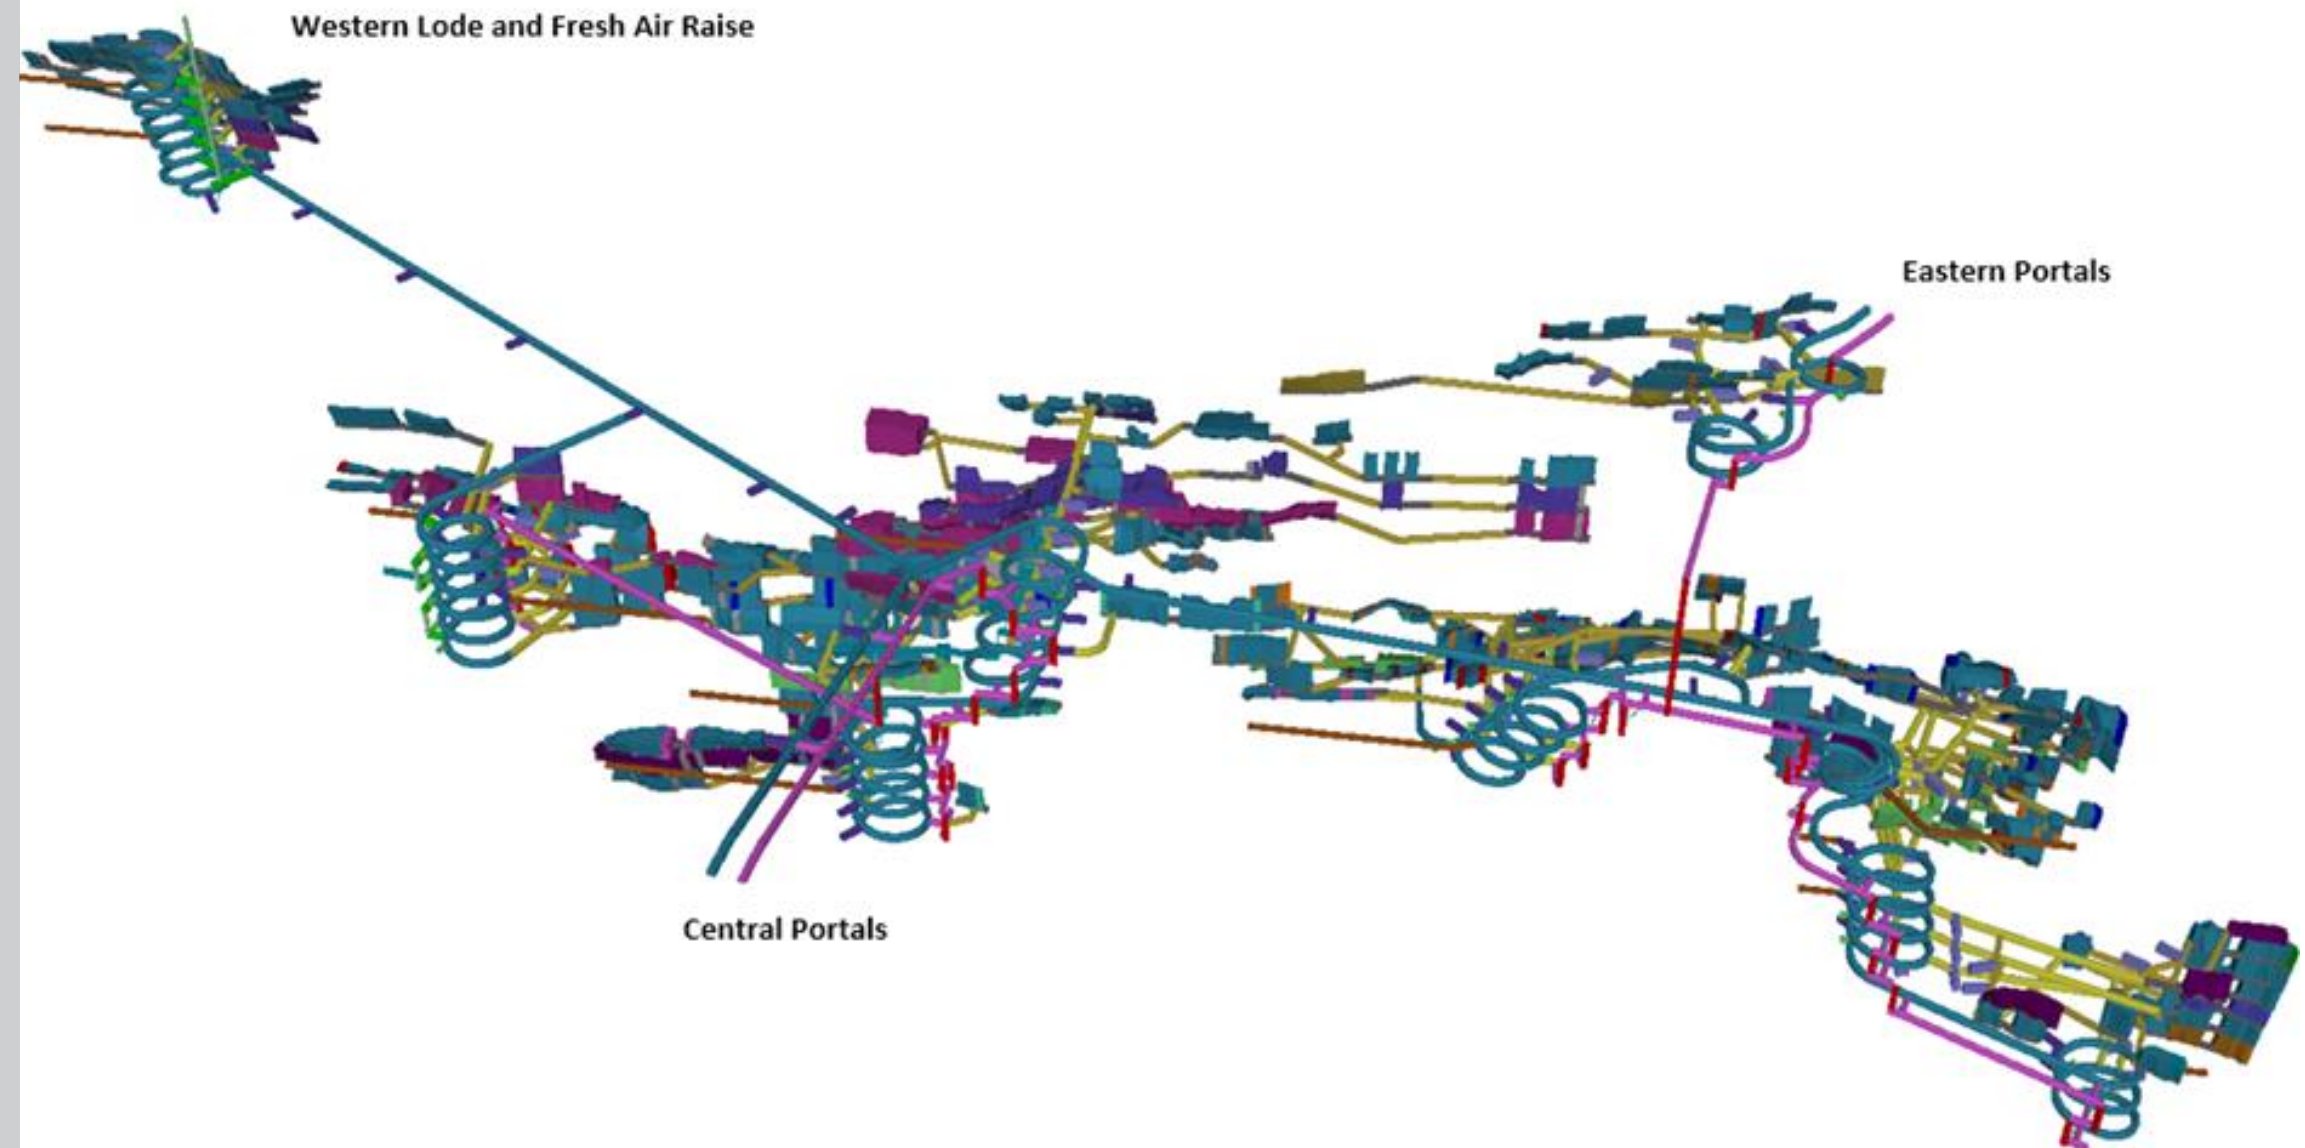 Western Lode and Fresh Air Raise
Eastern Portals
Central Portals